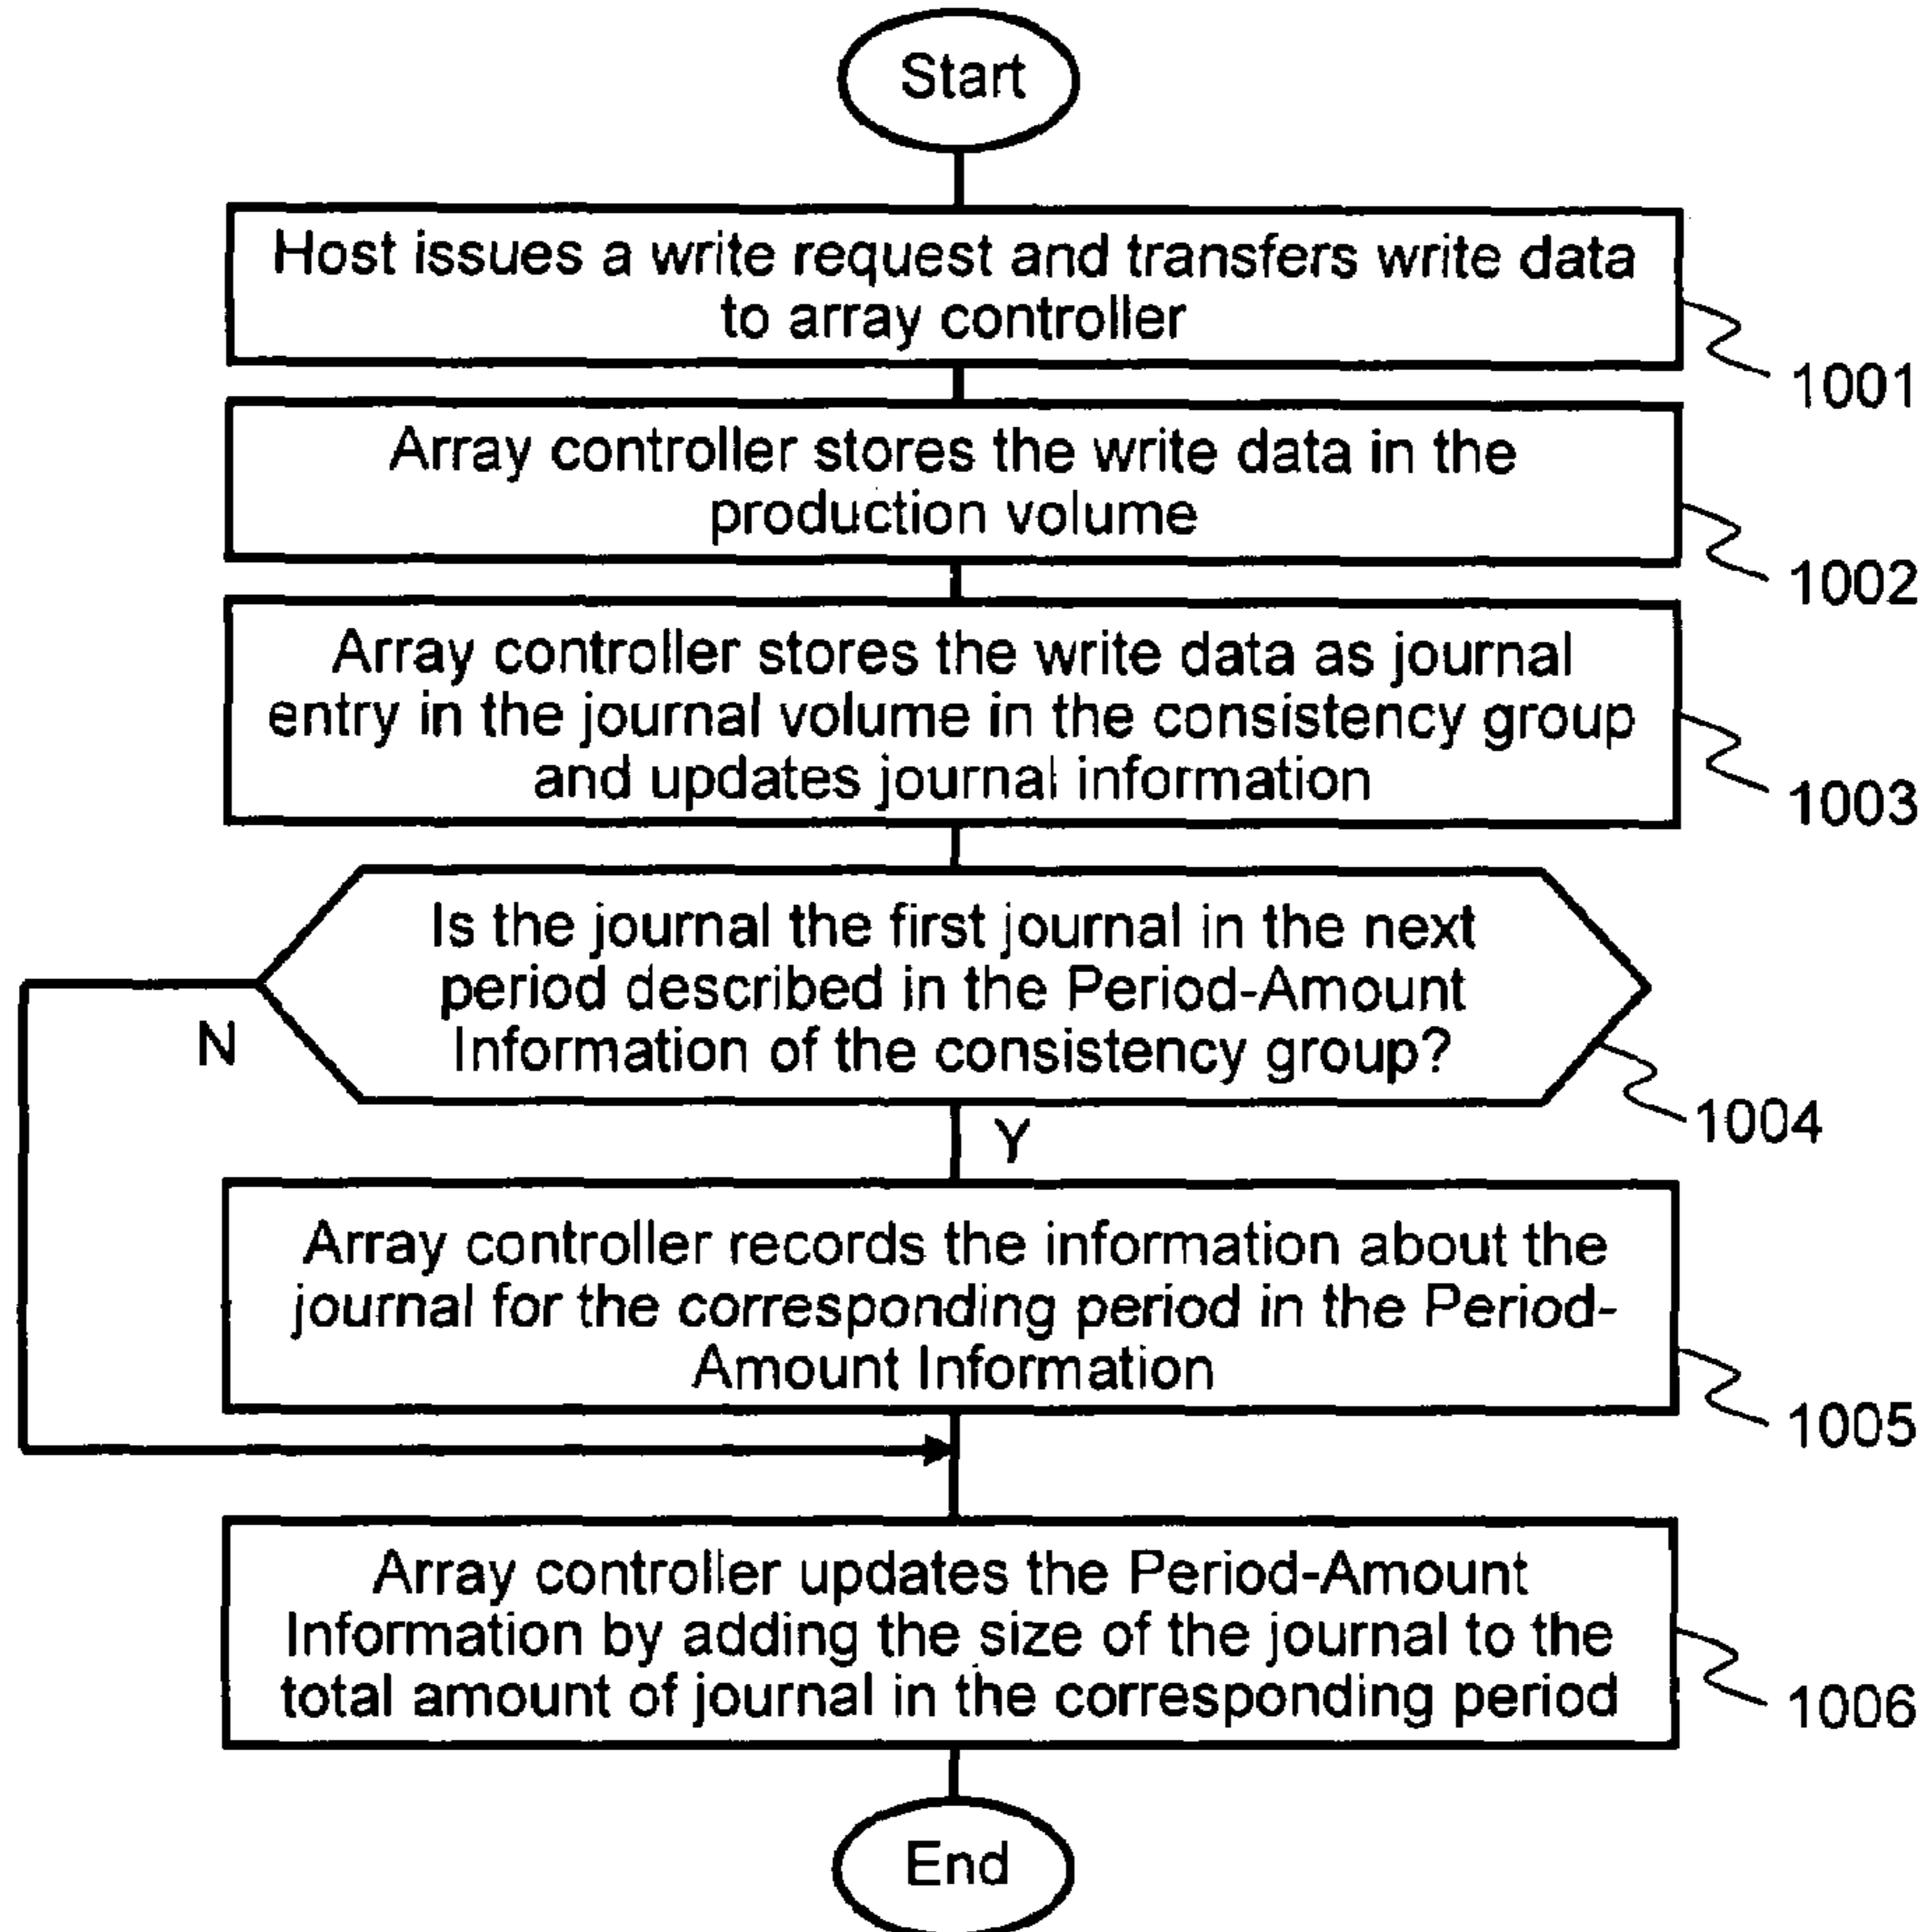 Start
Host issues a write request and transfers write data
to array controller
1001
Array controller stores the write data in the
production volume
1002
Array controller stores the write data as journal
entry in the journal volume in the consistency group
and updates journal information
1003
Is the journal the first journal in the next
period described in the Period-Amount
Information of the consistency group?
N
1004
Y
Array controller records the information about the
journal for the corresponding period in the Period-
Amount Information
1005
Array controller updates the Period-Amount
Information by adding the size of the journal to the
total amount of journal in the corresponding period
1006
End